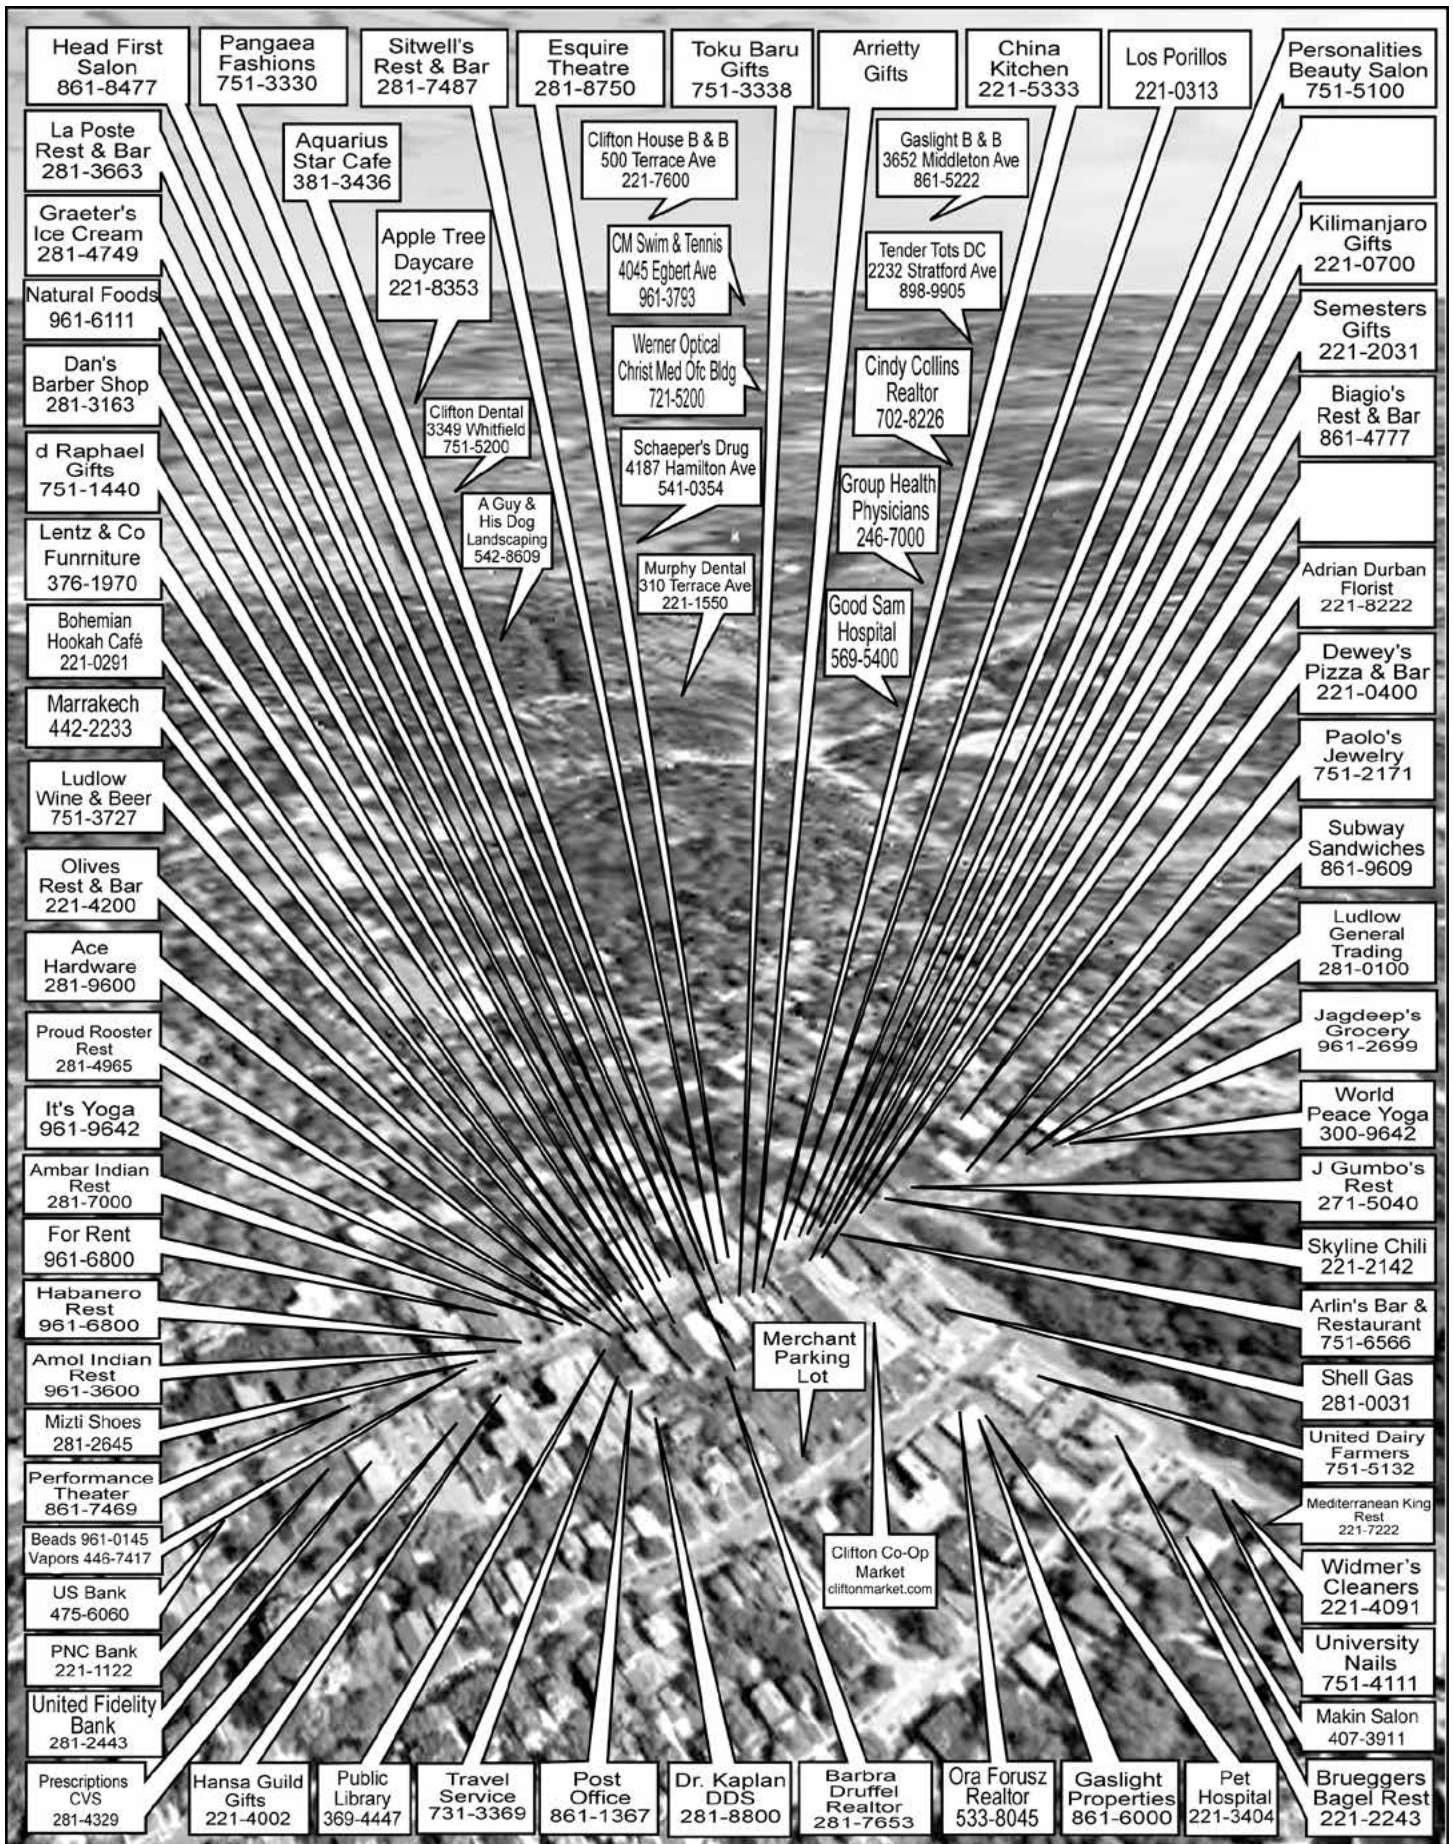 Head First
Salon
861-8477
Pangaea
Fashions
751-3330
Sitwell's
Rest & Bar
281-7487
Esquire
Theatre
281-8750
Toku Baru
Gifts
751-3338
Arrietty
Gifts
China
Kitchen
221-5333
Los Porillos
221-0313
Personalities
Beauty Salon
751-5100
La Poste
Rest & Bar
281-3663
Graeter's
Ice Cream
281-4749
Natural Foods
961-6111
Dan's
Barber Shop
281-3163
d Raphael
Gifts
751-1440
Lentz & Co
Funrniture
376-1970
Bohemian
Hookah Café
221-0291
Marrakech
442-2233
Ludlow
Wine & Beer
751-3727
Olives
Rest & Bar
221-4200
Ace
Hardware
281-9600
Proud Rooster
Rest
281-4965
It's Yoga
961-9642
Ambar Indian
Rest
281-7000
For Rent
961-6800
Habanero
Rest
961-6800
Amol Indian
Rest
961-3600
Mizti Shoes
281-2645
Performance
Theater
861-7469
Beads 961-0145
Vapors 446-7417
US Bank
475-6060
PNC Bank
221-1122
United Fidelity
Bank
281-2443
Prescriptions
CVS
281-4329
Aquarius
Star Cafe
381-3436
Apple Tree
Daycare
221-8353
Clifton Dental
3349 Whitfield
751-5200
A Guy &
His Dog
Landscaping
542-8609
Clifton House B & B
500 Terrace Ave
221-7600
CM Swim & Tennis
4045 Egbert Ave
961-3793
Werner Optical
Christ Med Ofc Bldg
721-5200
Schaeper's Drug
4187 Hamilton Ave
541-0354
Murphy Dental
310 Terrace Ave
221-1550
Gaslight B & B
3652 Middleton Ave
861-5222
Tender Tots DC
2232 Stratford Ave
898-9905
Cindy Collins
Realtor
702-8226
Group Health
Physicians
246-7000
Good Sam
Hospital
569-5400
Kilimanjaro
Gifts
221-0700
Semesters
Gifts
221-2031
Biagio's
Rest & Bar
861-4777
Adrian Durban
Florist
221-8222
Dewey's
Pizza & Bar
221-0400
Paolo's
Jewelry
751-2171
Subway
Sandwiches
861-9609
Ludlow
General
Trading
281-0100
Jagdeep's
Grocery
961-2699
World
Peace Yoga
300-9642
J Gumbo's
Rest
271-5040
Skyline Chili
221-2142
Arlin's Bar &
Restaurant
751-6566
Shell Gas
281-0031
United Dairy
Farmers
751-5132
Mediterranean King
Rest
221-7222
Widmer's
Cleaners
221-4091
University
Nails
751-4111
Makin Salon
407-3911
Brueggers
Bagel Rest
221-2243
Merchant
Parking
Lot
Clifton Co-Op
Market
cliftonmarket.com
Hansa Guild
Gifts
221-4002
Public
Library
369-4447
Travel
Service
731-3369
Post
Office
861-1367
Dr. Kaplan
DDS
281-8800
Barbra
Druffel
Realtor
281-7653
Ora Forusz
Realtor
533-8045
Gaslight
Properties
861-6000
Pet
Hospital
221-3404